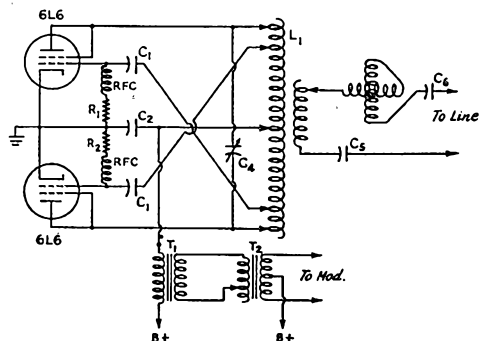 6L6
C1
L1
RFC
R1
C2
R2
RFC
C4
C1
6L6
C6
To Line
C5
T1
T2
To Mod.
B+
B+